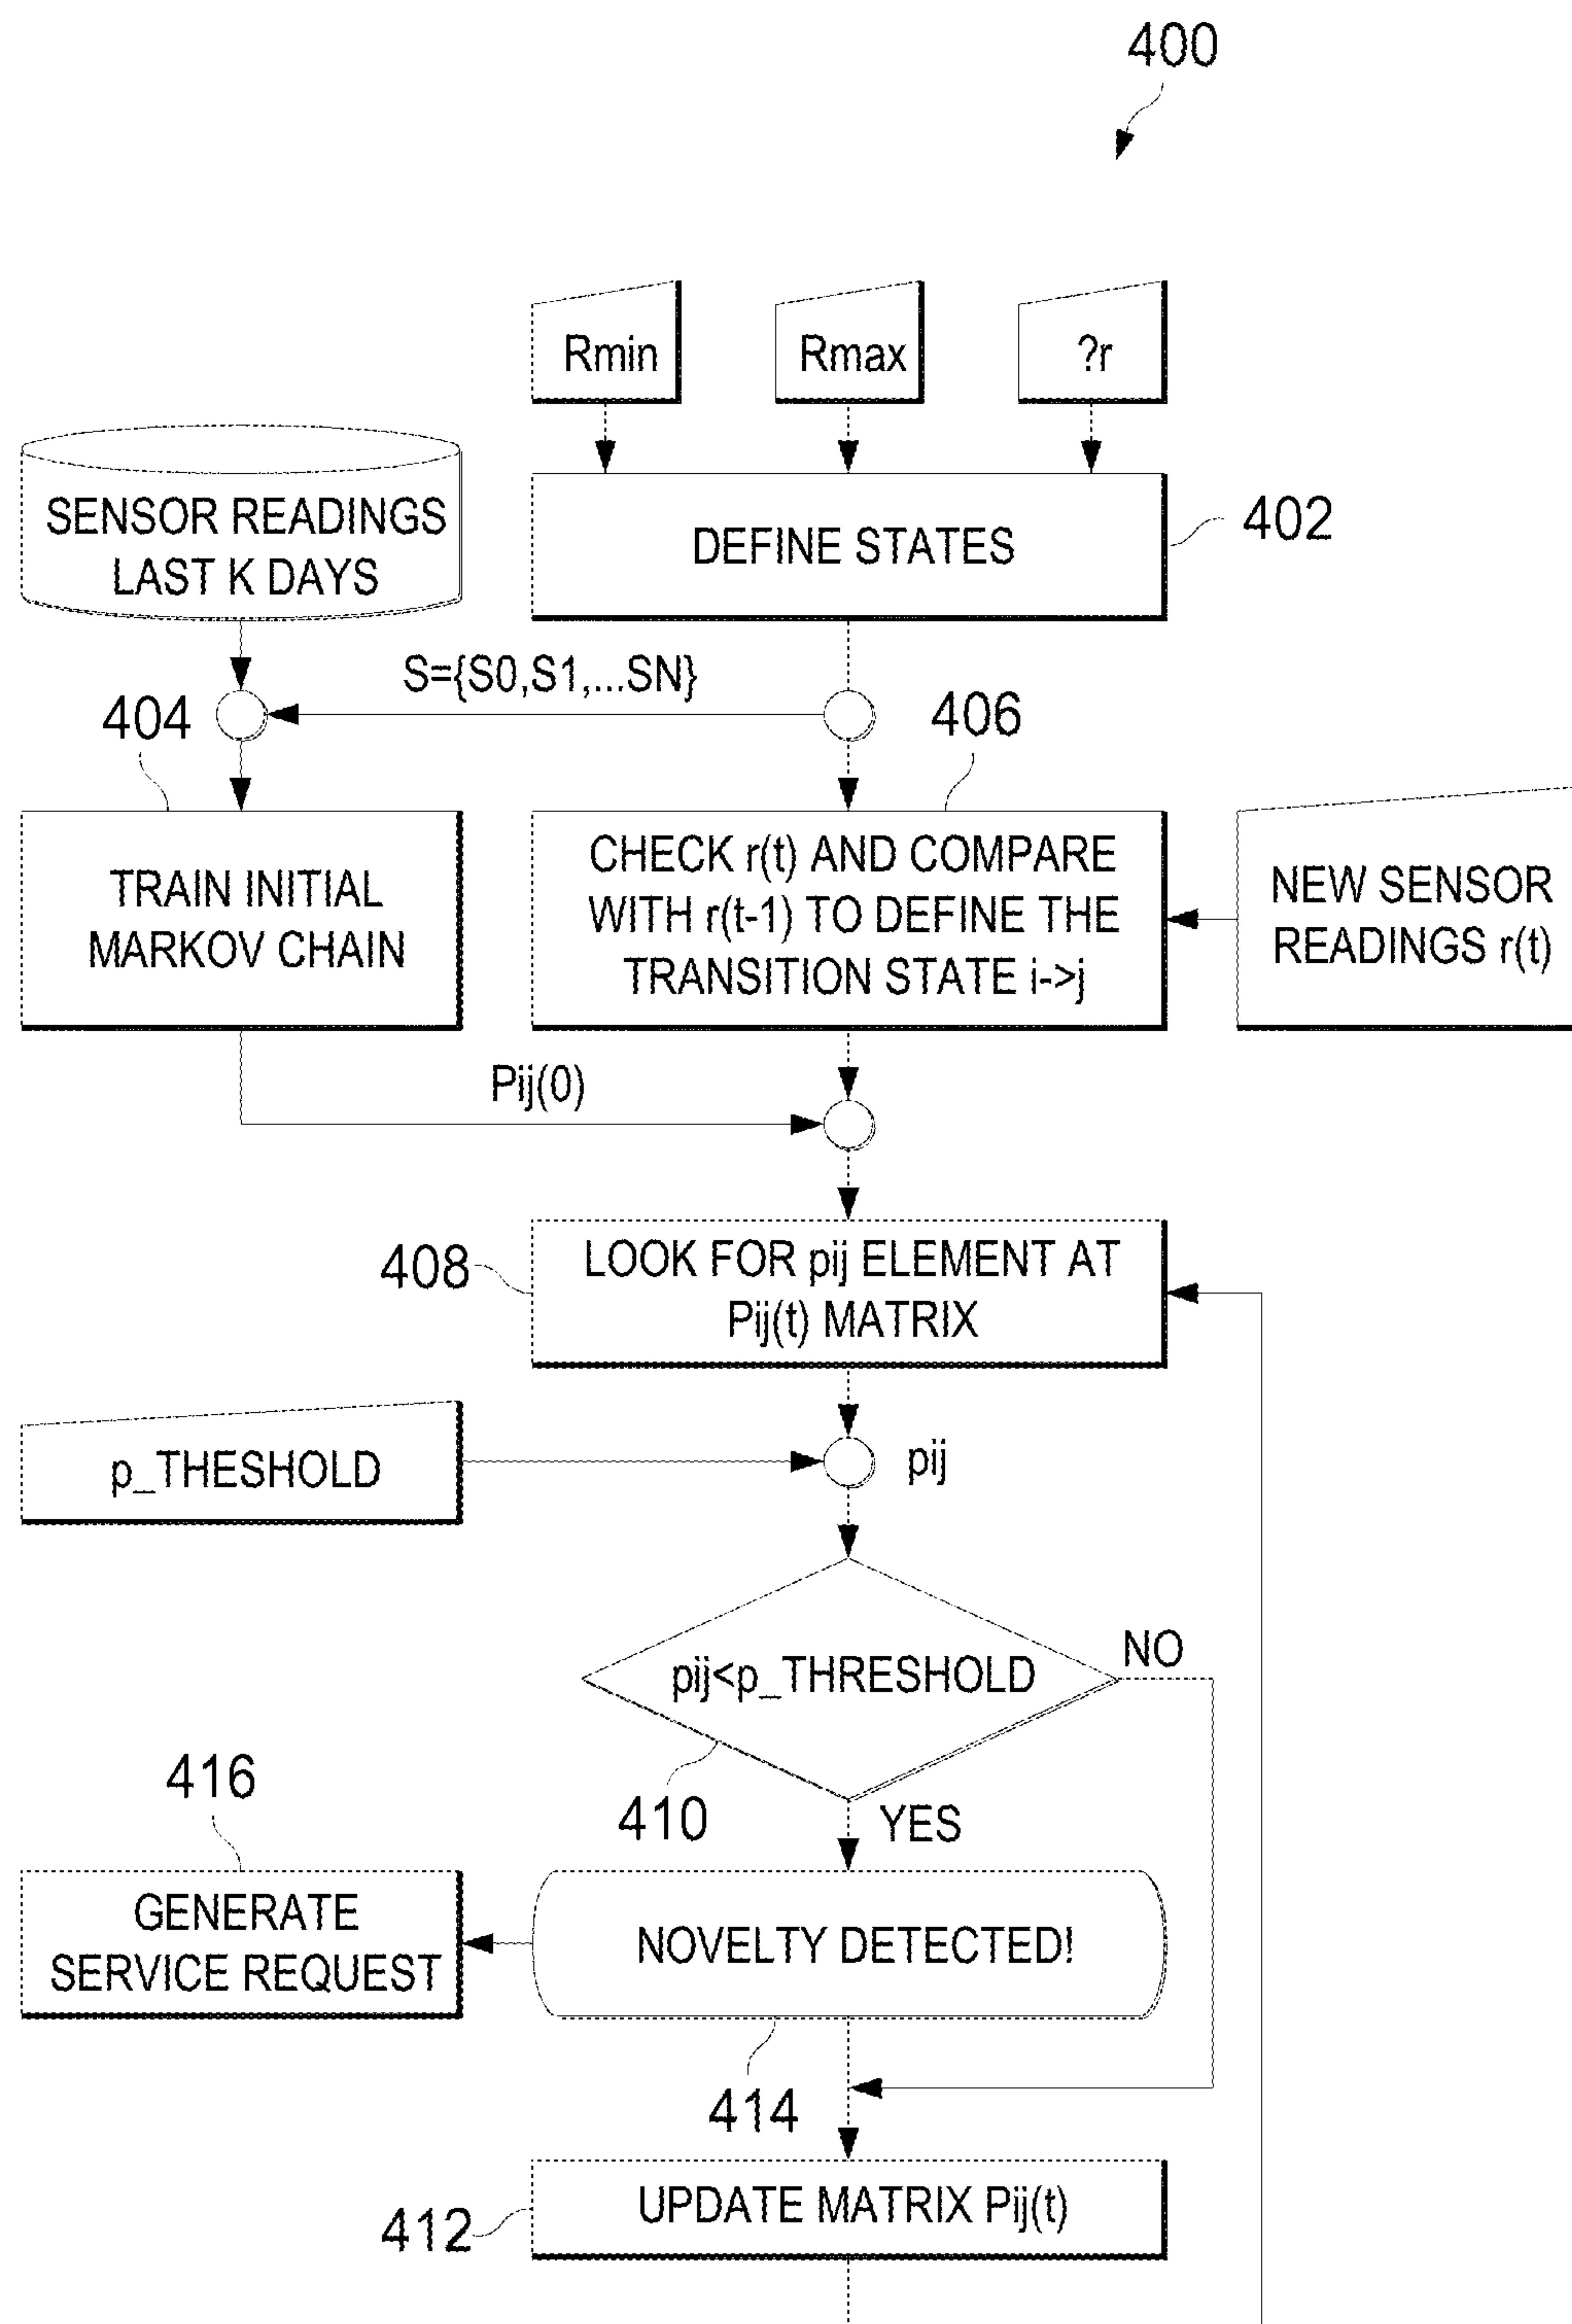 400
Rmin
Rmax
?r
SENSOR READINGS
LAST K DAYS
DEFINE STATES
402
S={S0,S1,...SN}
404
406
TRAIN INITIAL
MARKOV CHAIN
CHECK r(t) AND COMPARE
WITH r(t-1) TO DEFINE THE
TRANSITION STATE i->j
NEW SENSOR
READINGS r(t)
Pij(0)
408
LOOK FOR pij ELEMENT AT
Pij(t) MATRIX
p_THESHOLD
pij
pij<p_THRESHOLD
NO
410
YES
416
GENERATE
SERVICE REQUEST
NOVELTY DETECTED!
414
UPDATE MATRIX Pij(t)
412